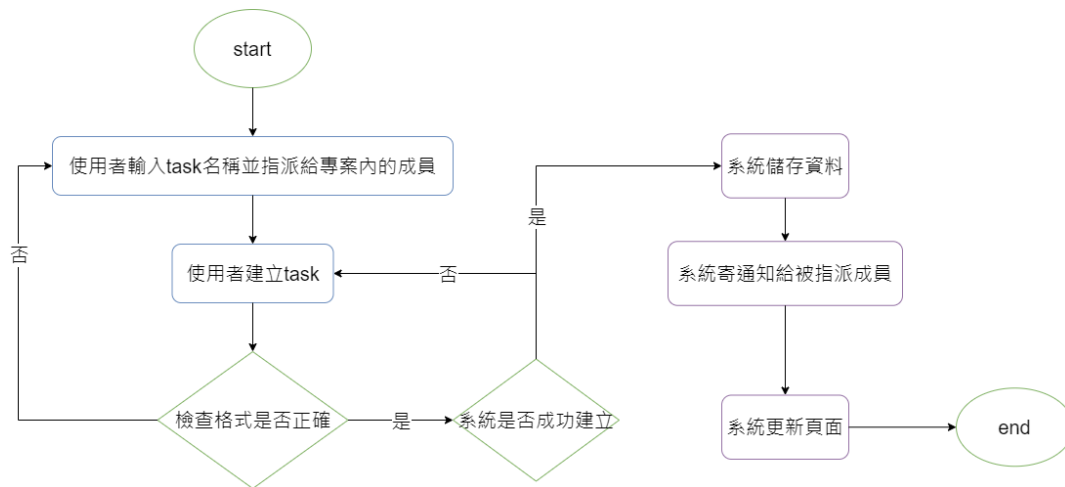 start
使用者輸入task名稱並指派給專案內的成員
使用者建立task
檢查格式是否正確
否
是
系統是否成功建立
否
是
系統儲存資料
系統寄通知給被指派成員
系統更新頁面
end